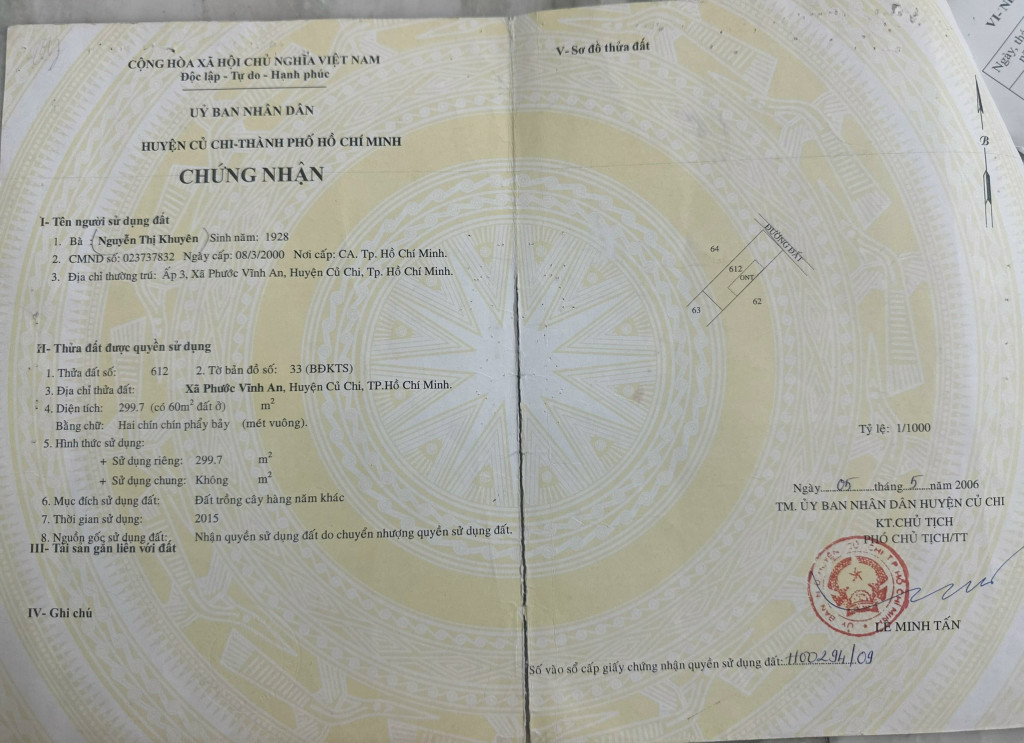 CỘNG HÒA XÃ HỘI CHỦ NGHĨA VIỆT NAM
Độc lập - Tự do - Hạnh phúc
UỶ BAN NHÂN DÂN
HUYỆN CỦ CHI-THÀNH PHỐ HỒ CHÍ MINH
CHỨNG NHẬN
I- Tên người sử dụng đất
1. Bà : Nguyễn Thị Khuyên Sinh năm: 1928
2. CMND số: 023737832 Ngày cấp: 08/3/2000 Nơi cấp: CA. Tp. Hồ Chí Minh.
3. Địa chỉ thường trú: Ấp 3, Xã Phước Vĩnh An, Huyện Củ Chi, Tp. Hồ Chí Minh.
II- Thửa đất được quyền sử dụng
1. Thửa đất số: 612 2. Tờ bản đồ số: 33 (BĐKTS)
3. Địa chỉ thửa đất: Xã Phước Vĩnh An, Huyện Củ Chi, TP.Hồ Chí Minh.
4. Diện tích: 299.7 (có 60m² đất ở) m²
Bằng chữ: Hai chín chín phẩy bảy (mét vuông).
5. Hình thức sử dụng:
+ Sử dụng riêng: 299.7 m²
+ Sử dụng chung: Không m²
6. Mục đích sử dụng đất: Đất trồng cây hàng năm khác
7. Thời gian sử dụng: 2015
8. Nguồn gốc sử dụng đất: Nhận quyền sử dụng đất do chuyển nhượng quyền sử dụng đất.
III- Tài sản gắn liền với đất
IV- Ghi chú
V- Sơ đồ thửa đất
B
ĐƯỜNG ĐẤT
64
612
ONT
62
63
Tỷ lệ: 1/1000
Ngày 05 tháng 5 năm 2006
TM. ỦY BAN NHÂN DÂN HUYỆN CỦ CHI
KT.CHỦ TỊCH
PHÓ CHỦ TỊCH/TT
LÊ MINH TẤN
Số vào sổ cấp giấy chứng nhận quyền sử dụng đất: H00294/09
Ngày, th